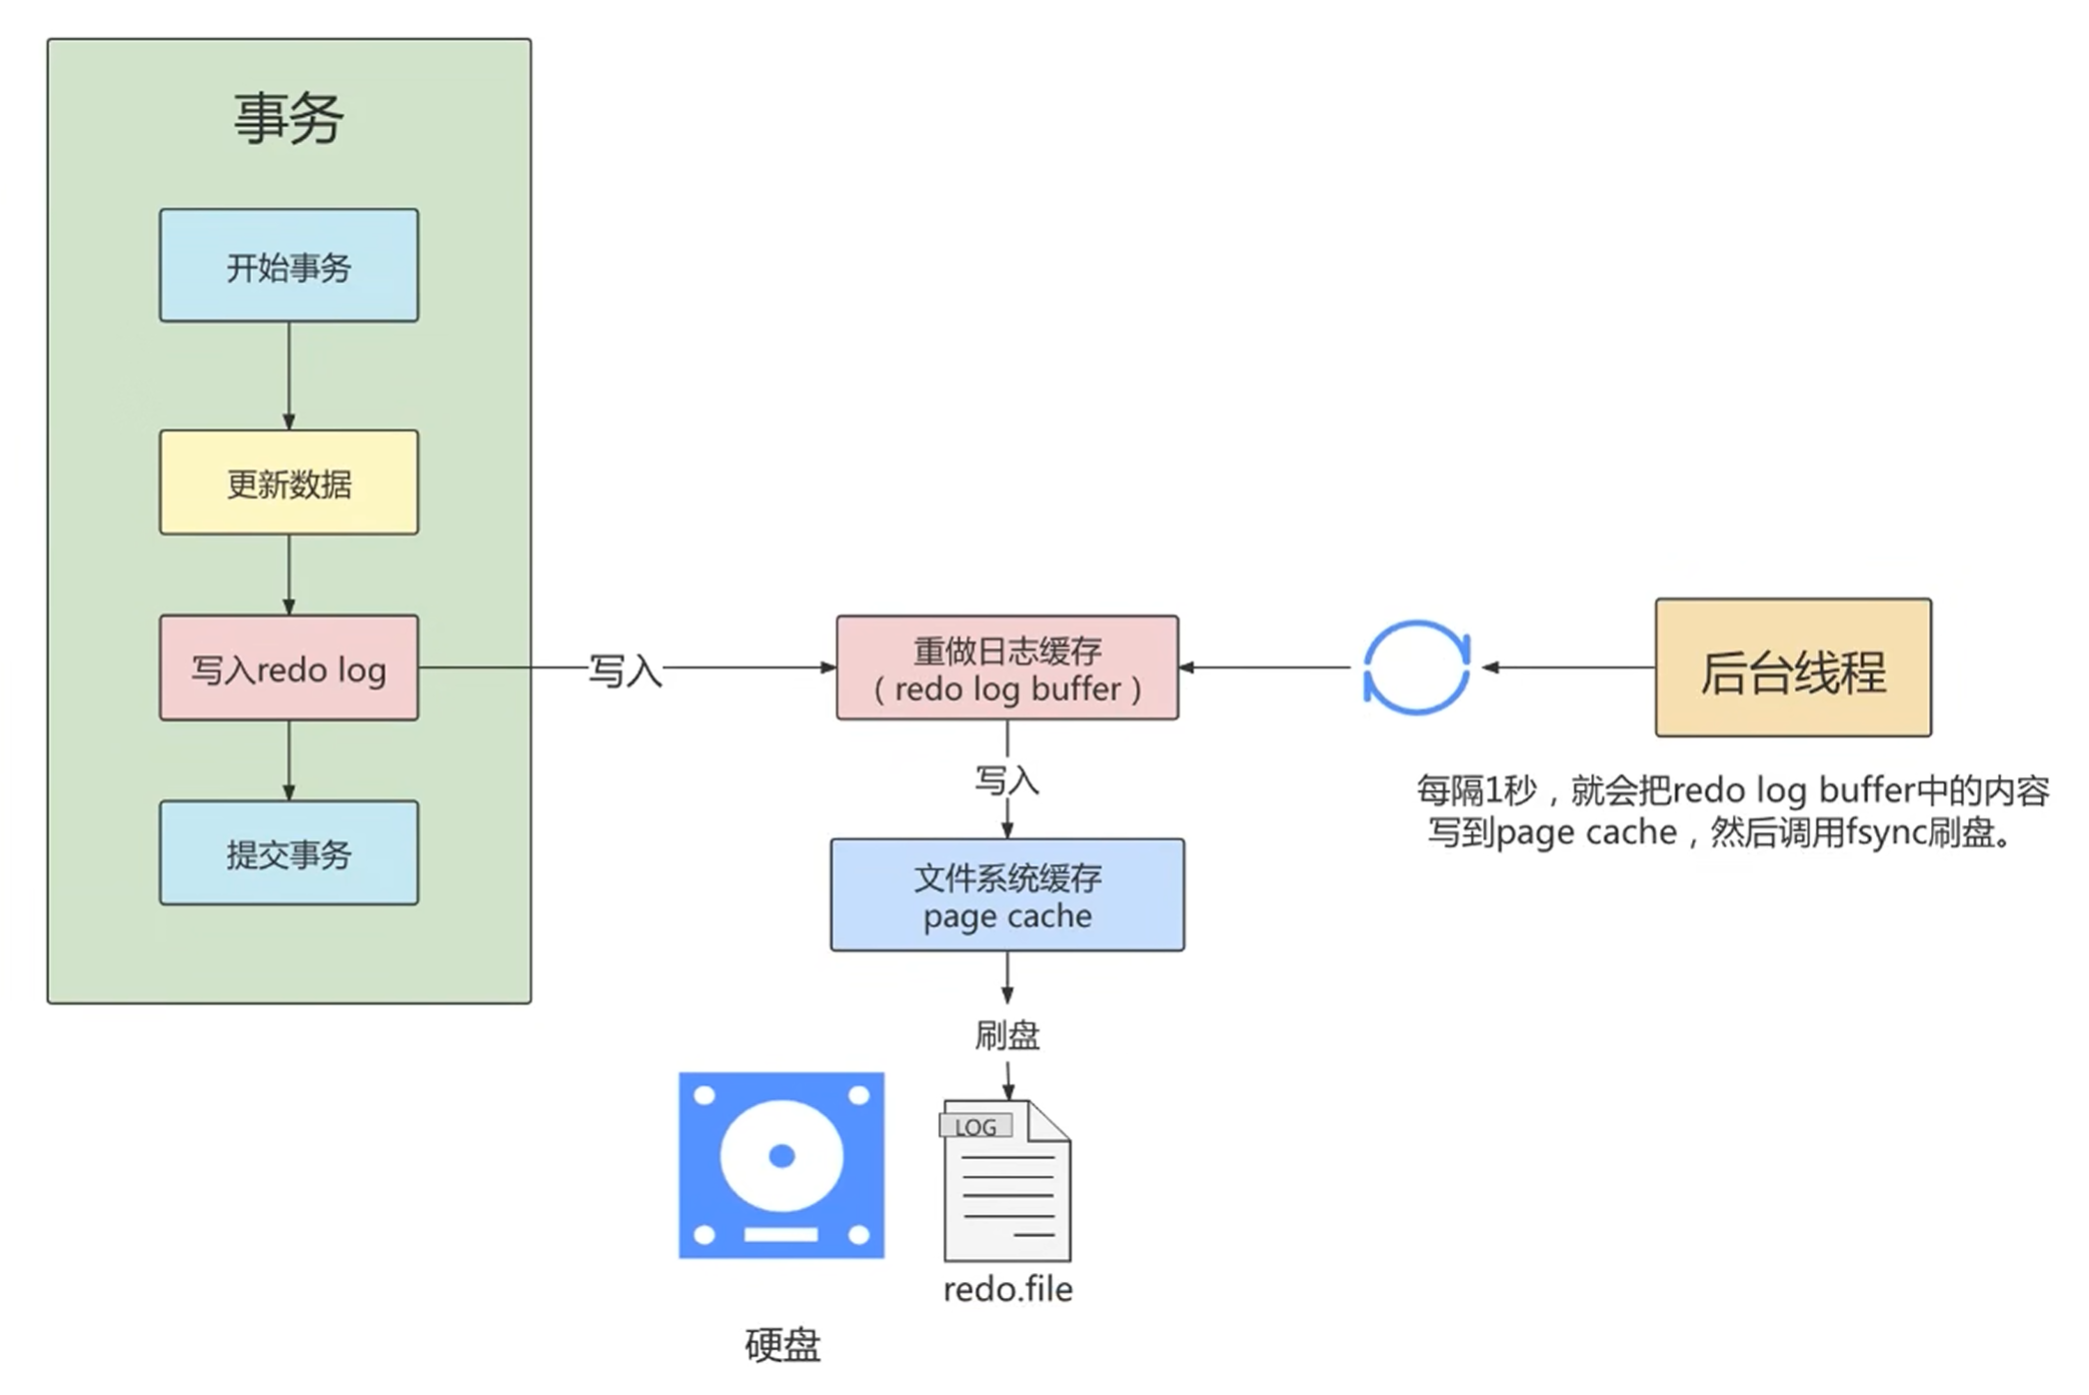 事务
开始事务
更新数据
写入redo log
提交事务
写入
重做日志缓存
（redo log buffer）
写入
文件系统缓存
page cache
刷盘
LOG
redo.file
硬盘
后台线程
每隔1秒，就会把redo log buffer中的内容
写到page cache，然后调用fsync刷盘。